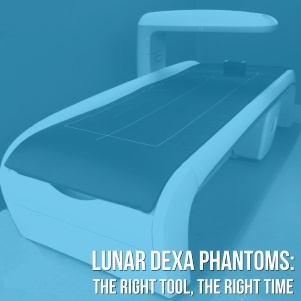 LUNAR DEXA PHANTOMS:
THE RIGHT TOOL, THE RIGHT TIME